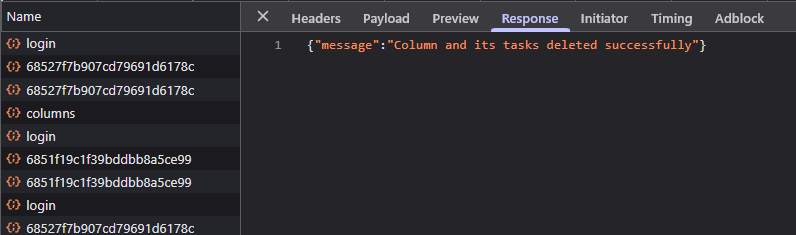 Name
login
68527f7b907cd79691d6178c
68527f7b907cd79691d6178c
columns
login
6851f19c1f39bddbb8a5ce99
6851f19c1f39bddbb8a5ce99
login
68527f7b907cd79691d6178c
Headers Payload Preview Response Initiator Timing Adblock
1 {"message":"Column and its tasks deleted successfully"}